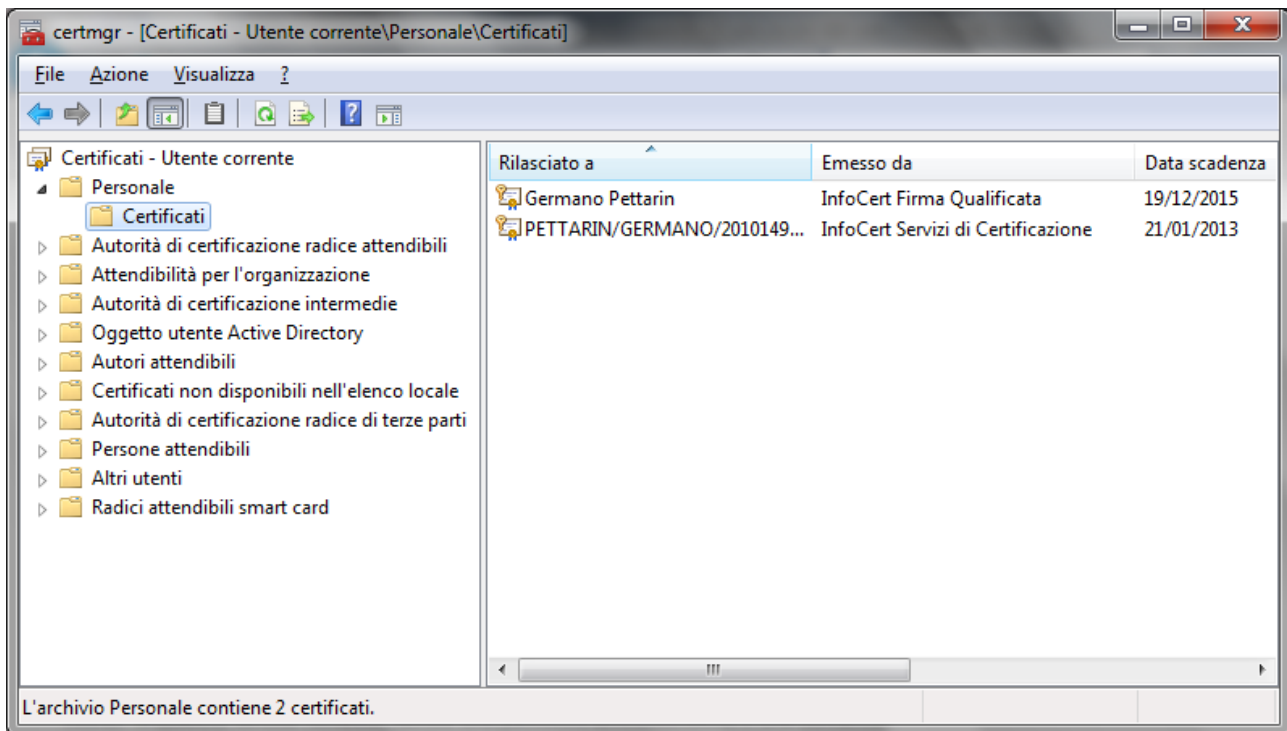 certmgr - [Certificati - Utente corrente\Personale\Certificati]
File Azione Visualizza ?
Certificati - Utente corrente
Personale
Certificati
Autorità di certificazione radice attendibili
Attendibilità per l'organizzazione
Autorità di certificazione intermedie
Oggetto utente Active Directory
Autori attendibili
Certificati non disponibili nell'elenco locale
Autorità di certificazione radice di terze parti
Persone attendibili
Altri utenti
Radici attendibili smart card
Rilasciato a Emesso da Data scadenza
Germano Pettarin InfoCert Firma Qualificata 19/12/2015
PETTARIN/GERMANO/2010149... InfoCert Servizi di Certificazione 21/01/2013
L'archivio Personale contiene 2 certificati.